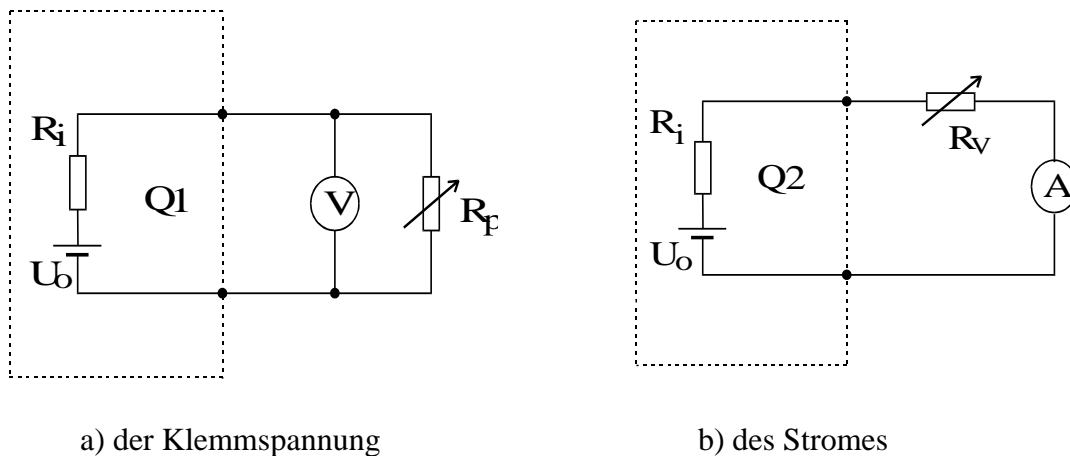 Ri
Q1
Uo
V
Rp
Ri
Q2
Uo
RV
A
a) der Klemmspannung
b) des Stromes